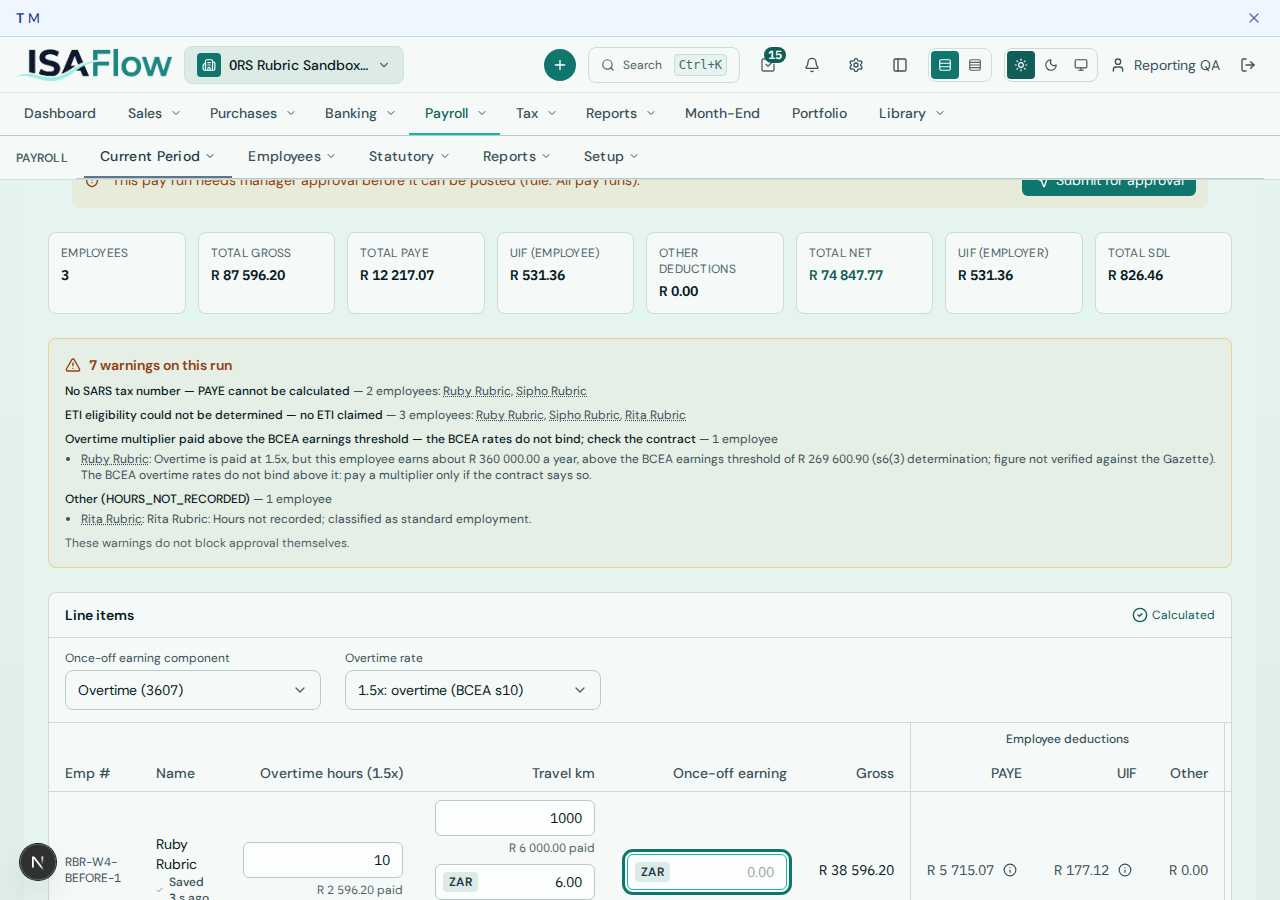 T M
ISAFlow
0RS Rubric Sandbox...
Search Ctrl+K
15
Reporting QA
Dashboard Sales Purchases Banking Payroll Tax Reports Month-End Portfolio Library
PAYROLL Current Period Employees Statutory Reports Setup
This pay run needs manager approval before it can be posted (rule: All pay runs).
Submit for approval
EMPLOYEES
3
TOTAL GROSS
R 87 596.20
TOTAL PAYE
R 12 217.07
UIF (EMPLOYEE)
R 531.36
OTHER
DEDUCTIONS
R 0.00
TOTAL NET
R 74 847.77
UIF (EMPLOYER)
R 531.36
TOTAL SDL
R 826.46
7 warnings on this run
No SARS tax number — PAYE cannot be calculated — 2 employees: Ruby Rubric, Sipho Rubric
ETI eligibility could not be determined — no ETI claimed — 3 employees: Ruby Rubric, Sipho Rubric, Rita Rubric
Overtime multiplier paid above the BCEA earnings threshold — the BCEA rates do not bind; check the contract — 1 employee
• Ruby Rubric: Overtime is paid at 1.5x, but this employee earns about R 360 000.00 a year, above the BCEA earnings threshold of R 269 600.90 (s6(3) determination; figure not verified against the Gazette).
The BCEA overtime rates do not bind above it: pay a multiplier only if the contract says so.
Other (HOURS_NOT_RECORDED) — 1 employee
• Rita Rubric: Rita Rubric: Hours not recorded; classified as standard employment.
These warnings do not block approval themselves.
Line items
Calculated
Once-off earning component
Overtime (3607)
Overtime rate
1.5x: overtime (BCEA s10)
Employee deductions
Emp # Name Overtime hours (1.5x) Travel km Once-off earning Gross PAYE UIF Other
RBR-W4-
BEFORE-1
Ruby
Rubric
Saved
3 s ago
10
R 2 596.20 paid
1000
R 6 000.00 paid
ZAR 6.00
ZAR 0.00
R 38 596.20
R 5 715.07
R 177.12
R 0.00
N